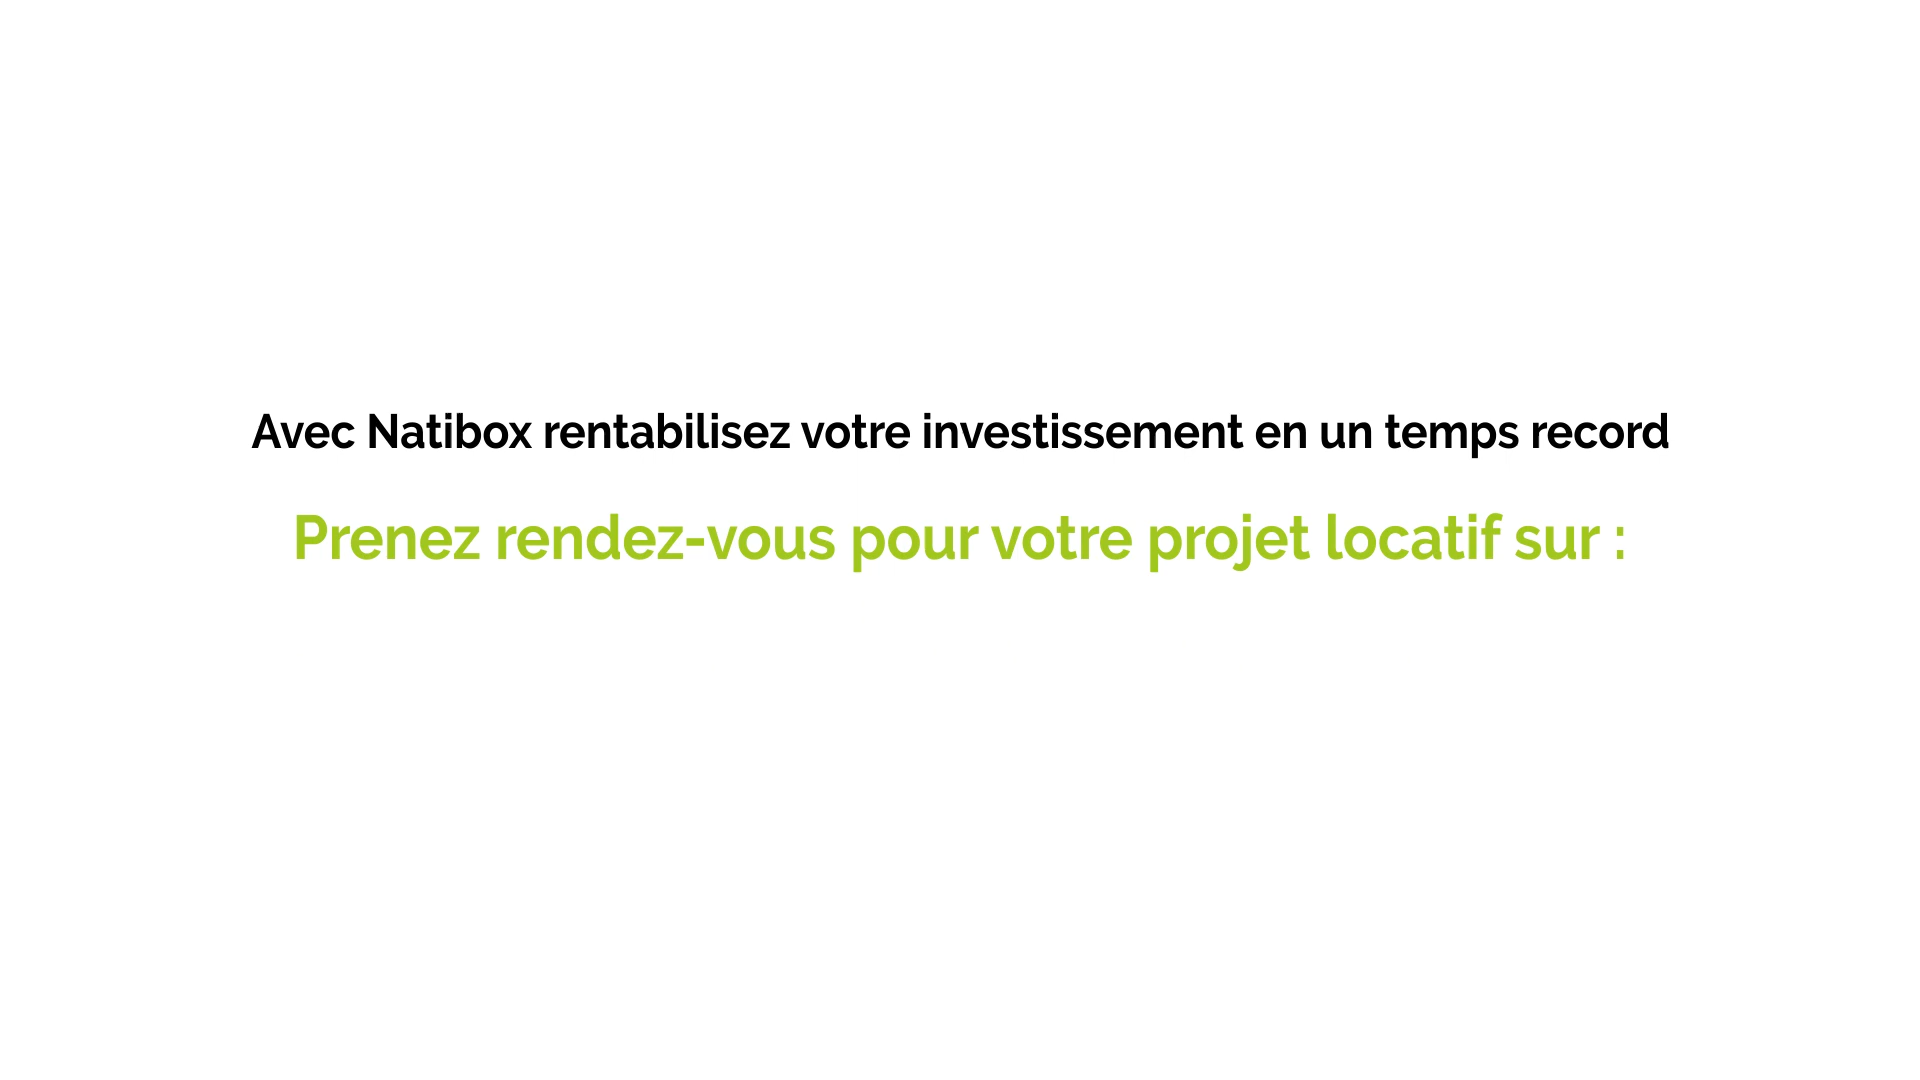 Avec Natibox rentabilisez votre investissement en un temps record
Prenez rendez-vous pour votre projet locatif sur :